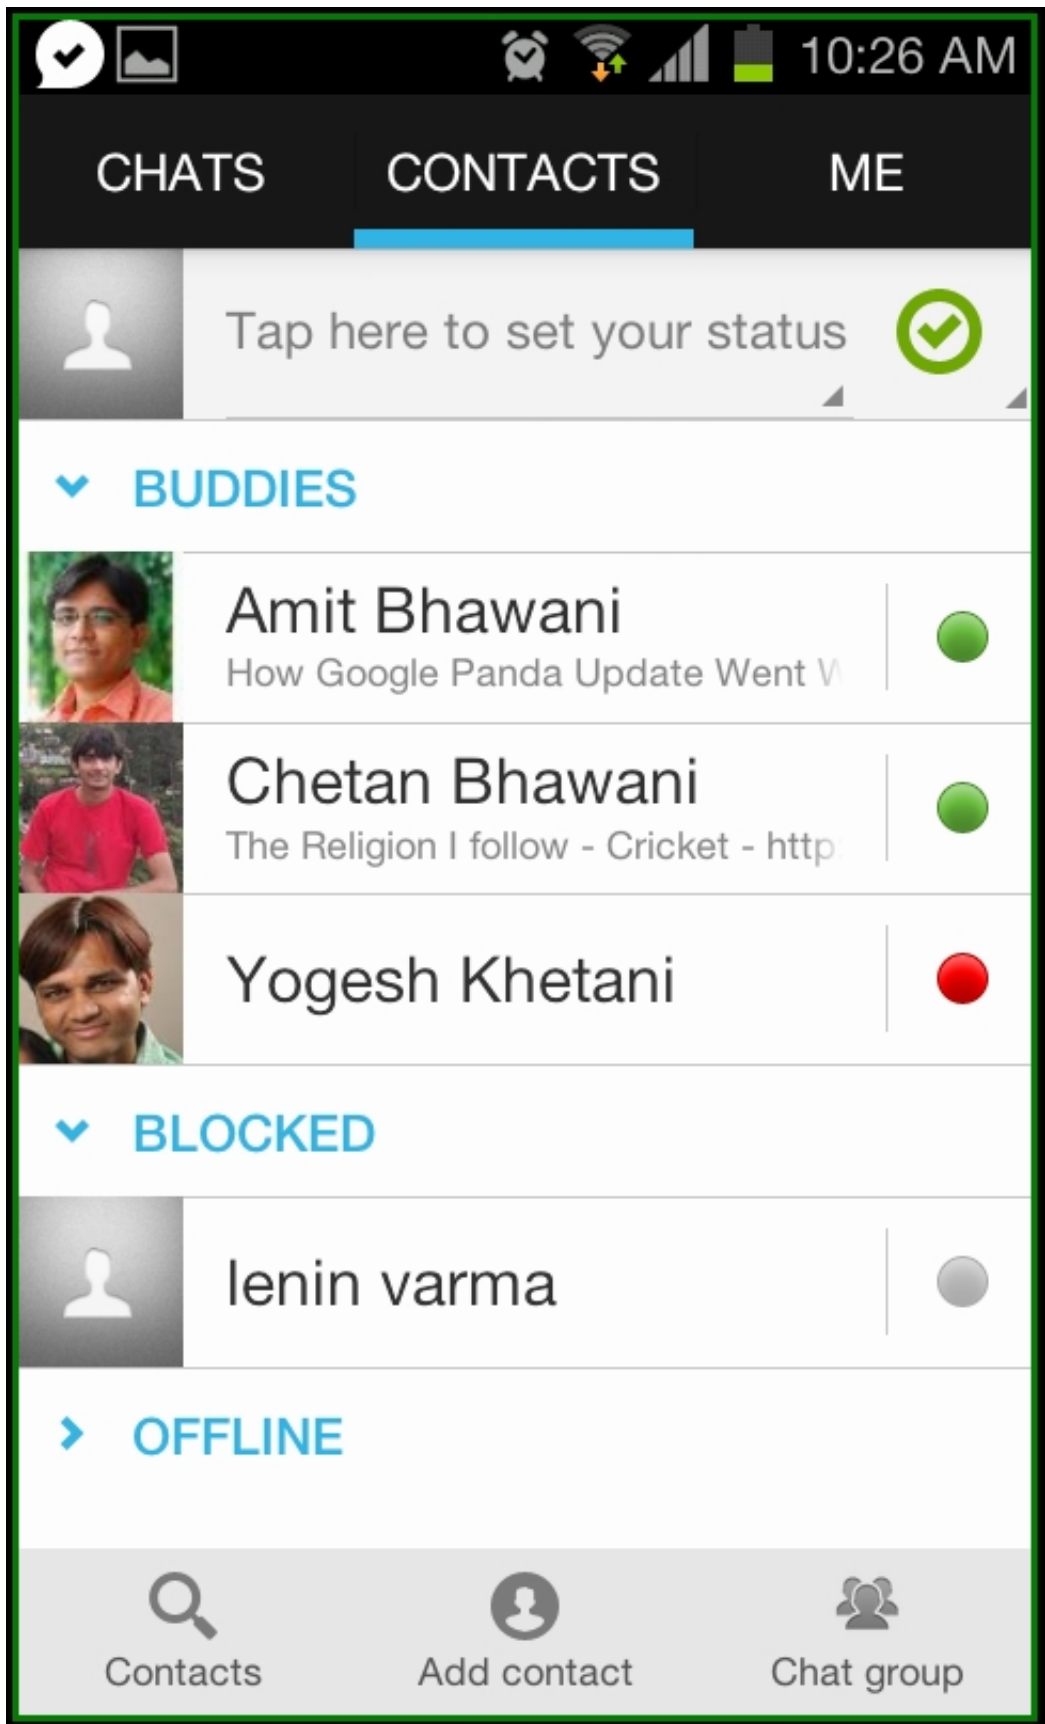 10:26 AM
CHATS CONTACTS ME
Tap here to set your status
BUDDIES
Amit Bhawani
How Google Panda Update Went
Chetan Bhawani
The Religion I follow - Cricket - http:
Yogesh Khetani
BLOCKED
lenin varma
OFFLINE
Contacts Add contact Chat group